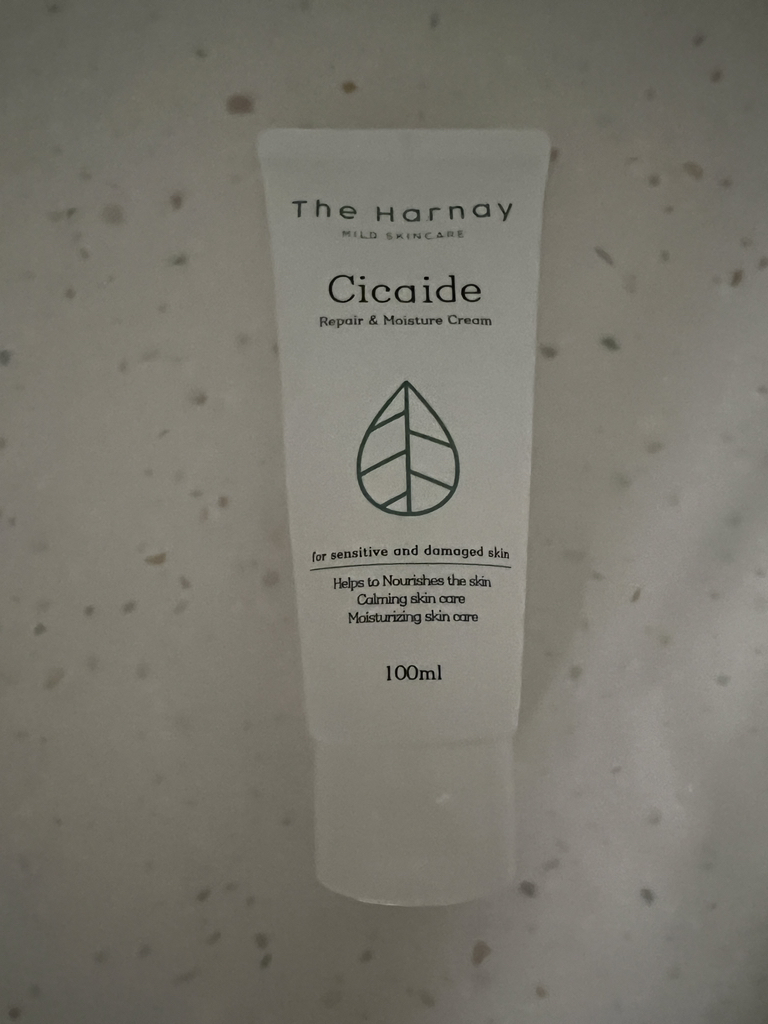 The Harnay
MILD SKINCARE
Cicaide
Repair & Moisture Cream
for sensitive and damaged skin
Helps to Nourishes the skin
Calming skin care
Moisturizing skin care
100ml